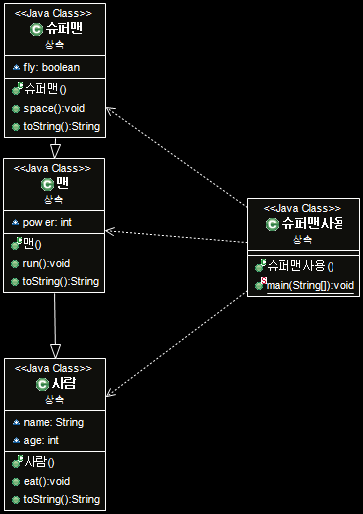 <<Java Class>>
슈퍼맨
상속
fly: boolean
슈퍼맨()
space():void
toString():String
<<Java Class>>
맨
상속
power: int
맨()
run():void
toString():String
<<Java Class>>
슈퍼맨사용
상속
슈퍼맨사용()
main(String[]):void
<<Java Class>>
사람
상속
name: String
age: int
사람()
eat():void
toString():String